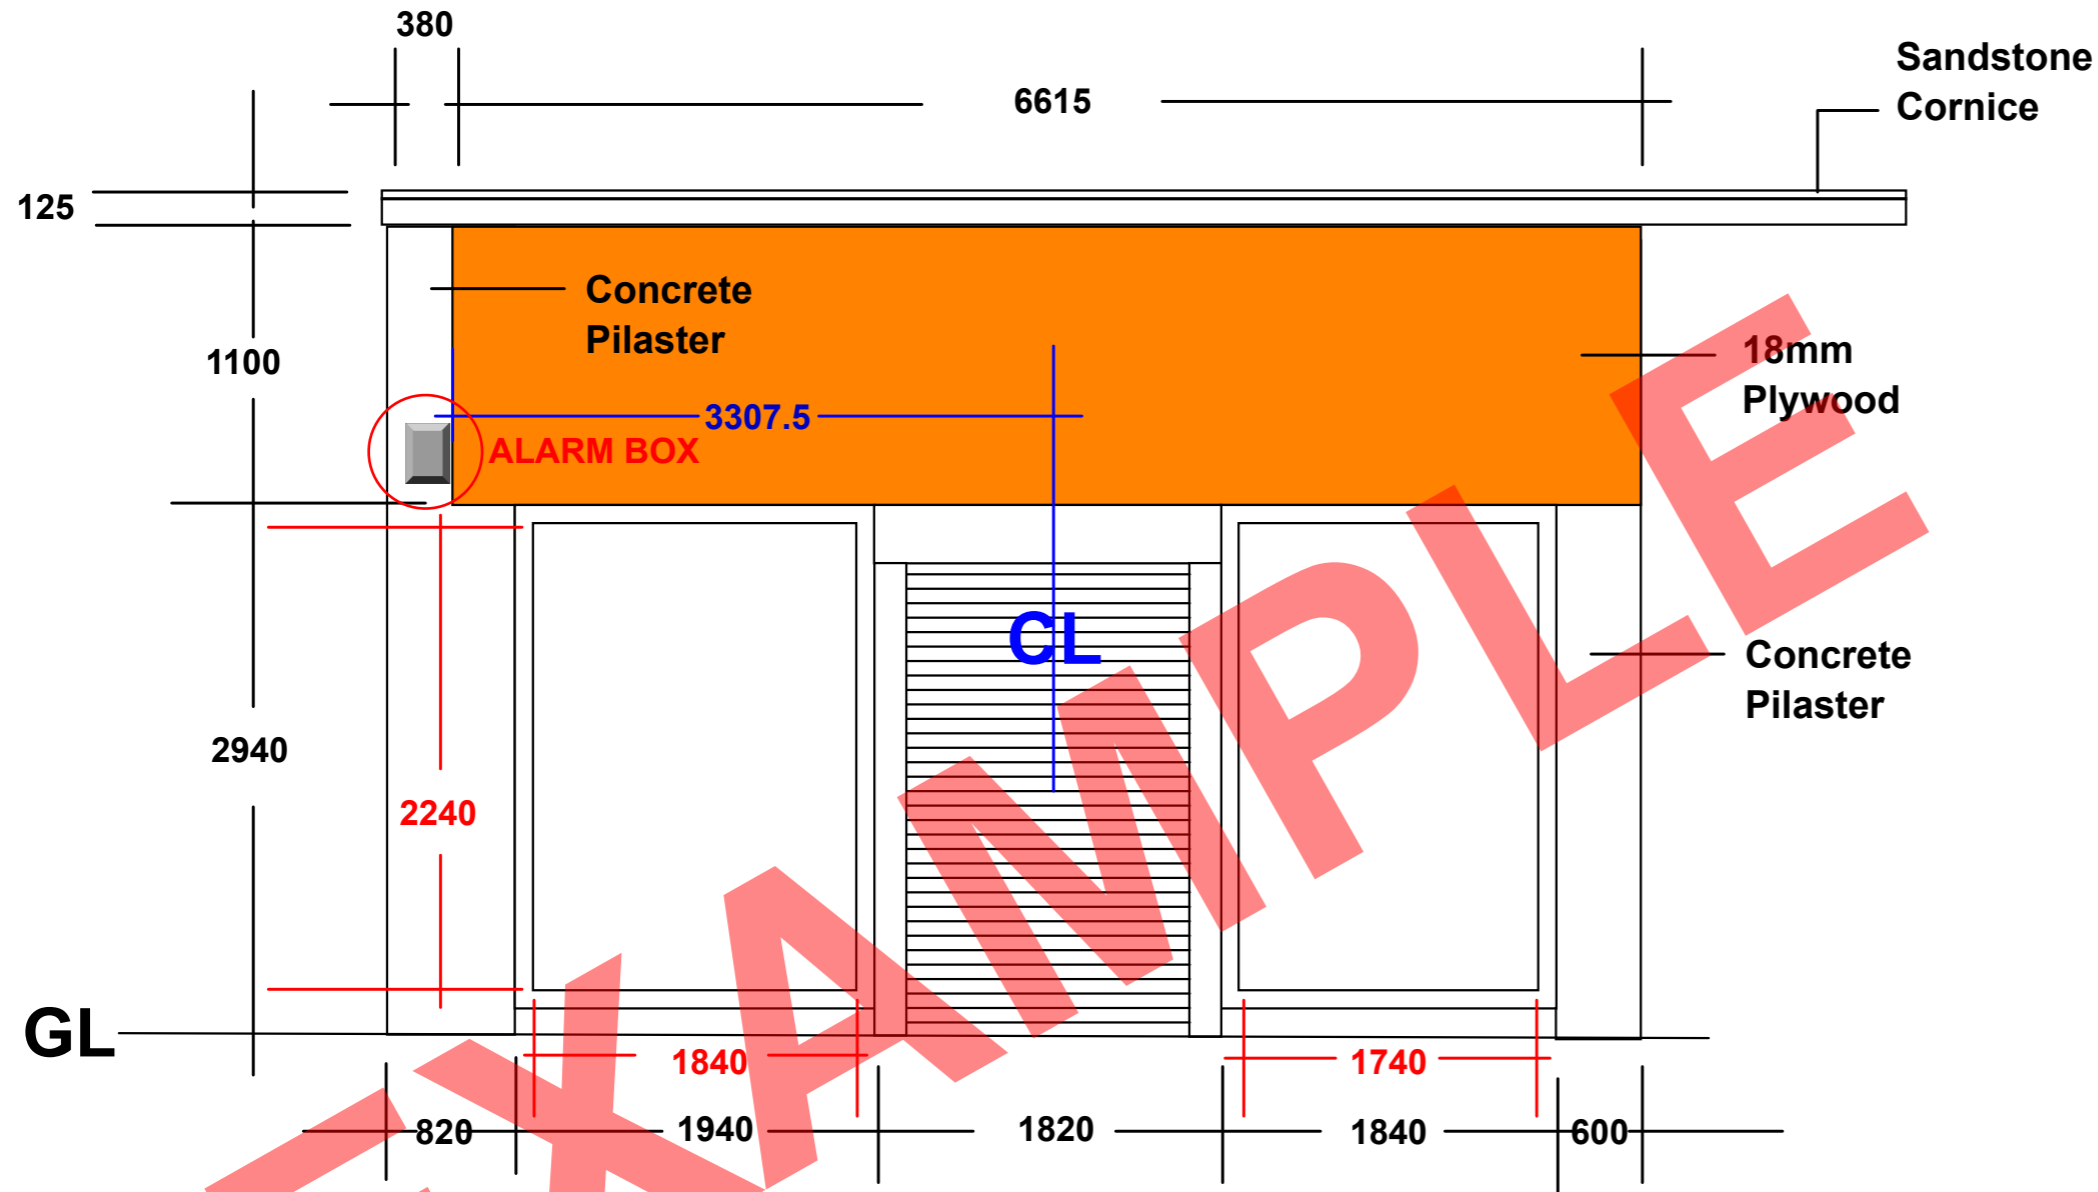 380
6615
Sandstone
Cornice
125
Concrete
Pilaster
1100
18mm
Plywood
3307.5
ALARM BOX
CL
Concrete
Pilaster
2940
2240
GL
1840
1740
820
1940
1820
1840
600
EXAMPLE